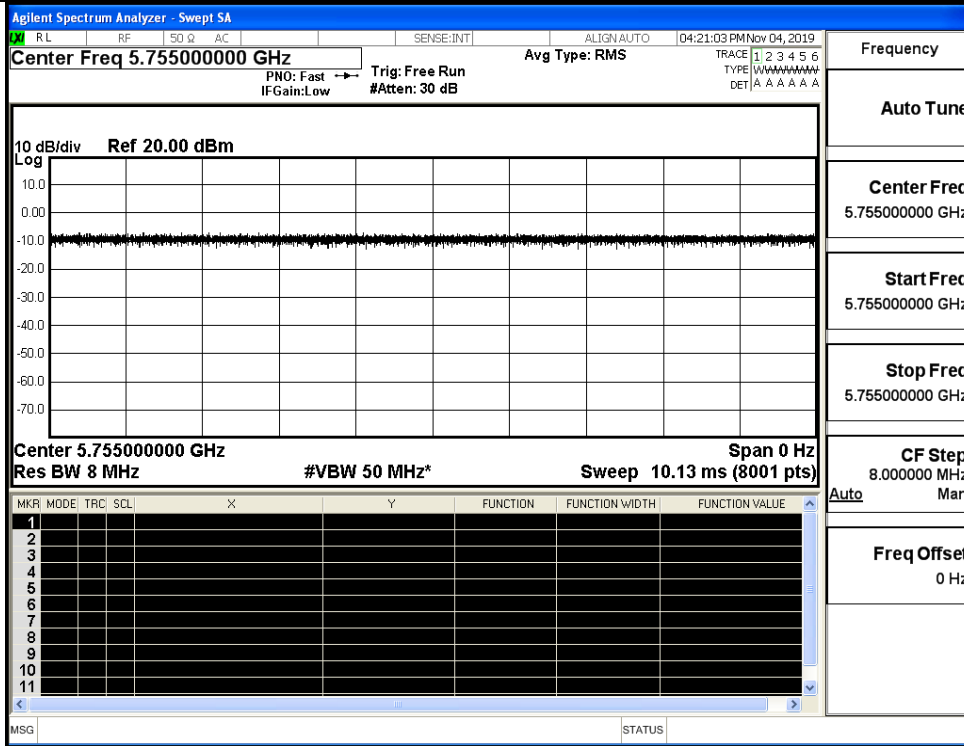 Agilent Spectrum Analyzer - Swept SA
LXI RL RF 50 Ω AC SENSE:INT ALIGN AUTO 04:21:03 PM Nov 04, 2019
Center Freq 5.755000000 GHz Avg Type: RMS TRACE 1 2 3 4 5 6
PNO: Fast Trig: Free Run TYPE WWWWWW
IFGain:Low #Atten: 30 dB DET A A A A A A
10 dB/div Ref 20.00 dBm
Log
10.0
0.00
-10.0
-20.0
-30.0
-40.0
-50.0
-60.0
-70.0
Center 5.755000000 GHz Span 0 Hz
Res BW 8 MHz #VBW 50 MHz* Sweep 10.13 ms (8001 pts)
MKR MODE TRC SCL X Y FUNCTION FUNCTION WIDTH FUNCTION VALUE
1
2
3
4
5
6
7
8
9
10
11
MSG STATUS
Frequency
Auto Tune
Center Freq
5.755000000 GHz
Start Freq
5.755000000 GHz
Stop Freq
5.755000000 GHz
CF Step
8.000000 MHz
Auto Man
Freq Offset
0 Hz